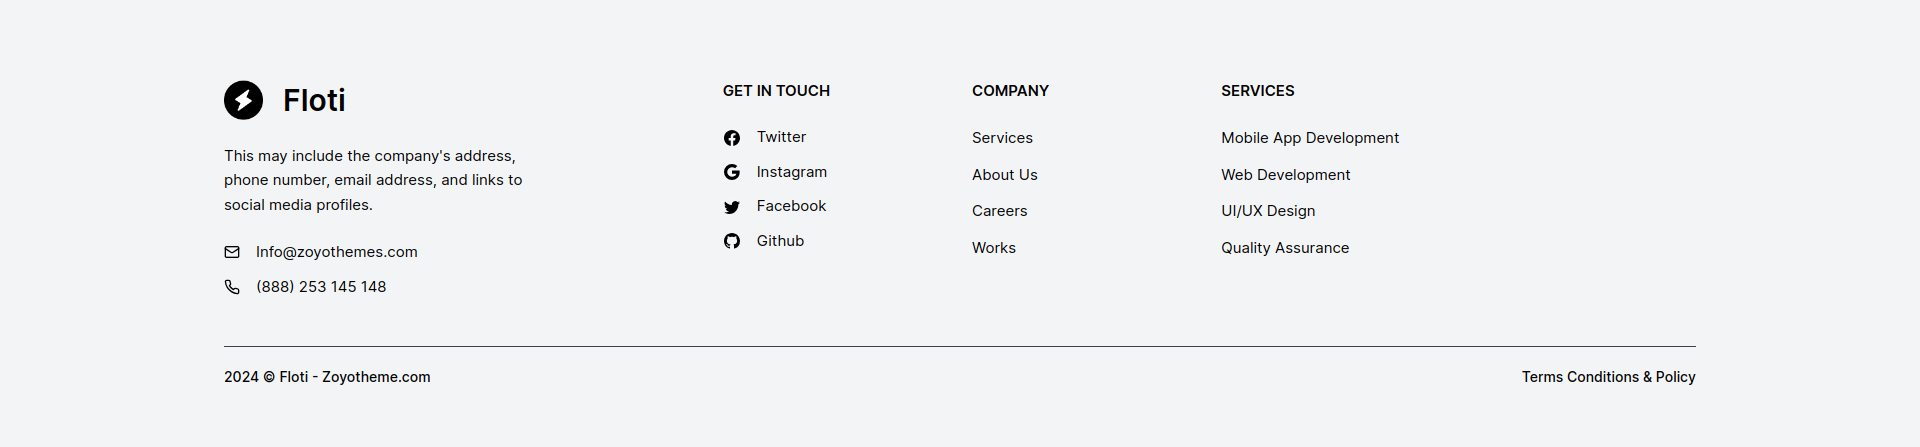 Floti
This may include the company's address,
phone number, email address, and links to
social media profiles.
Info@zoyothemes.com
(888) 253 145 148
GET IN TOUCH
Twitter
Instagram
Facebook
Github
COMPANY
Services
About Us
Careers
Works
SERVICES
Mobile App Development
Web Development
UI/UX Design
Quality Assurance
2024 © Floti - Zoyotheme.com
Terms Conditions & Policy